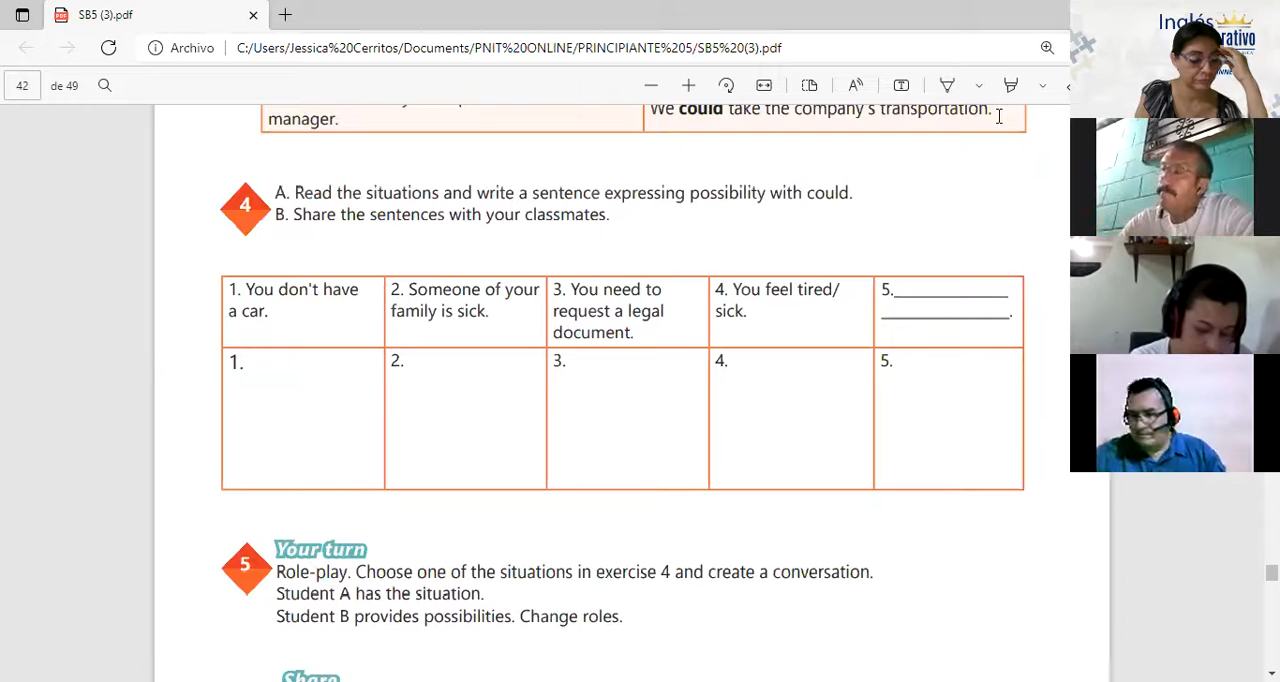 SB5 (3).pdf
Archivo
C:/Users/Jessica%20Cerritos/Documents/PNIT%20ONLINE/PRINCIPIANTE%205/SB5%20(3).pdf
42 de 49
manager.
We could take the company's transportation.
4
A. Read the situations and write a sentence expressing possibility with could.
B. Share the sentences with your classmates.
1. You don't have
a car.
2. Someone of your
family is sick.
3. You need to
request a legal
document.
4. You feel tired/
sick.
5.____________
______________.
1.
2.
3.
4.
5.
5
Your turn
Role-play. Choose one of the situations in exercise 4 and create a conversation.
Student A has the situation.
Student B provides possibilities. Change roles.
Share
Inglés